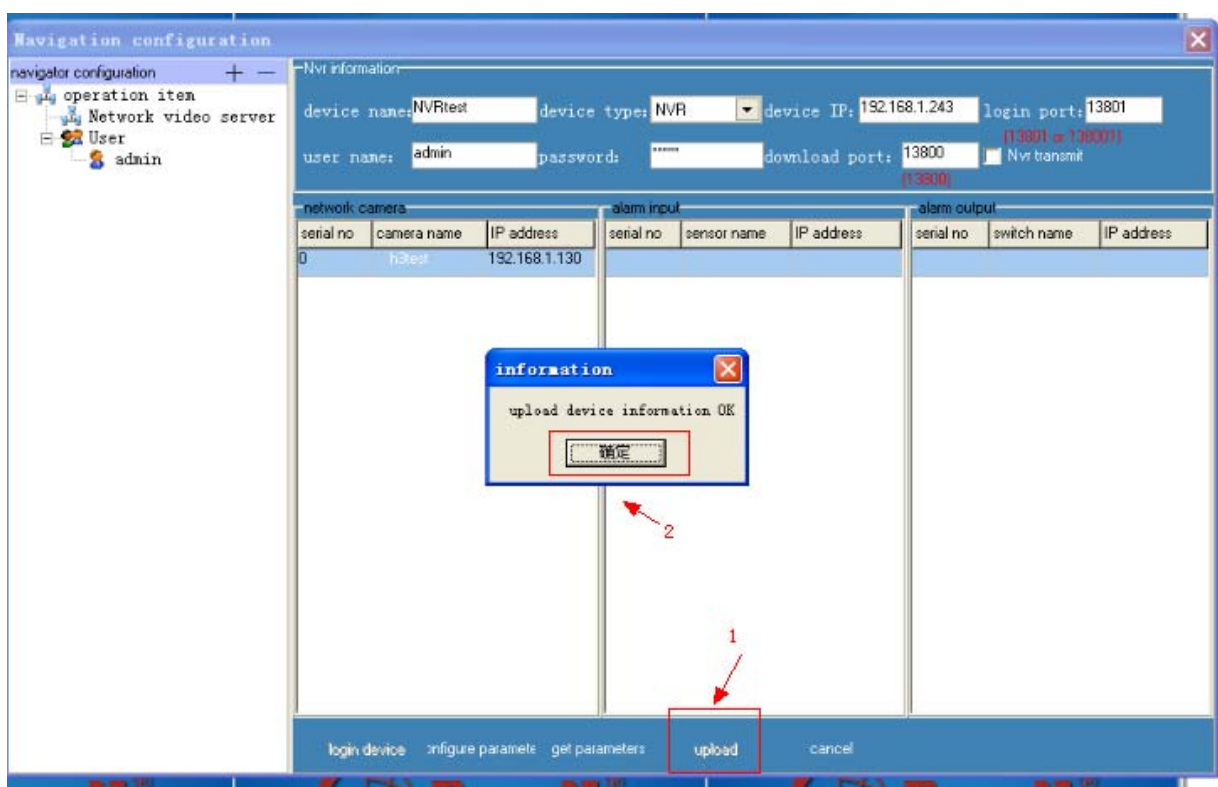 Navigation configuration
navigator configuration
operation item
Network video server
User
admin
Nvr information
device name: NVRtest device type: NVR device IP: 192.168.1.243 login port: 13801
(13801 or 138001)
user name: admin password: ***** download port: 13800 Nvr transmit
(13800)
network camera alarm input alarm output
serial no camera name IP address serial no sensor name IP address serial no switch name IP address
0 h3test 192.168.1.130
information
upload device information OK
确定
2
1
login device onfigure paramete get parameters upload cancel